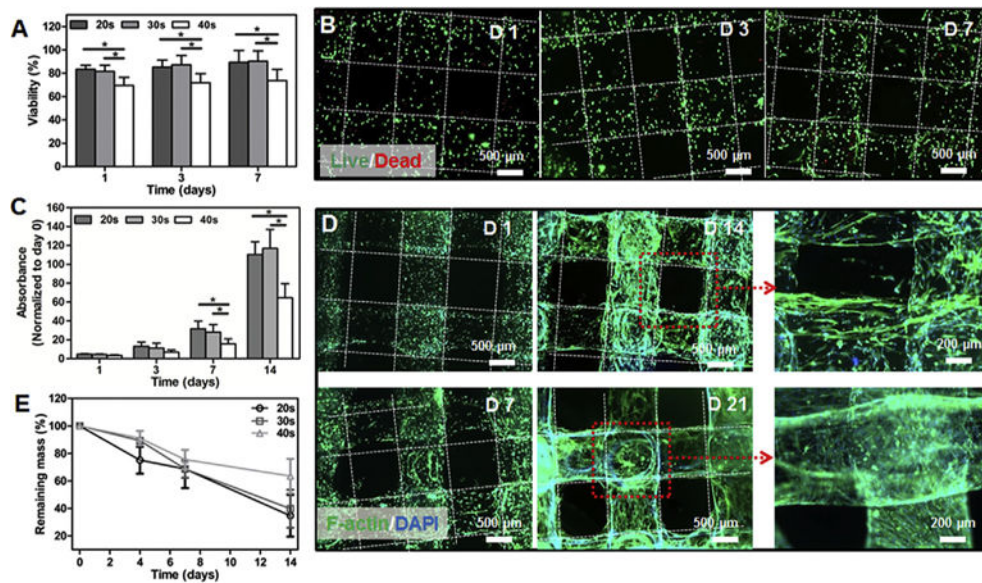 A
20s 30s 40s
* * * * * *
Viability (%)
120
100
80
60
40
20
0
1 3 7
Time (days)
B
D 1 D 3 D 7
Live/Dead
500 µm 500 µm 500 µm
C
20s 30s 40s
* * * *
Absorbance
(Normalized to day 0)
160
140
120
100
80
60
40
20
0
1 3 7 14
Time (days)
D
D 1 D 14
500 µm 500 µm 200 µm
D 7 D 21
F-actin/DAPI
500 µm 500 µm 200 µm
E
20s
30s
40s
Remaining mass (%)
120
100
80
60
40
20
0 2 4 6 8 10 12 14
Time (days)